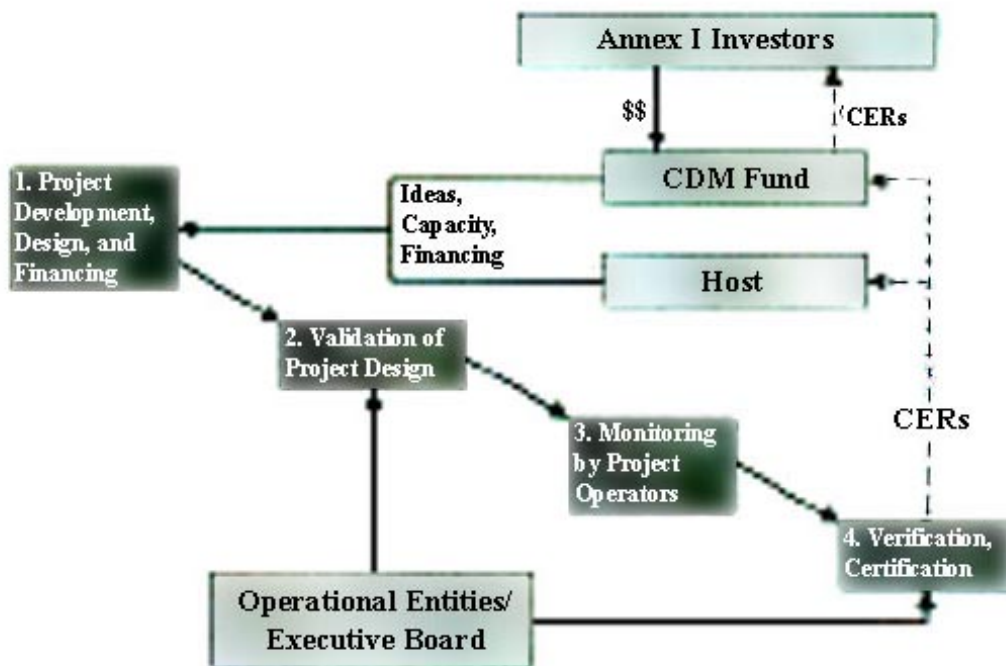 Annex I Investors
$$
CERs
CDM Fund
1. Project
Development,
Design, and
Financing
Ideas,
Capacity,
Financing
Host
2. Validation of
Project Design
3. Monitoring
by Project
Operators
CERs
4. Verification,
Certification
Operational Entities/
Executive Board